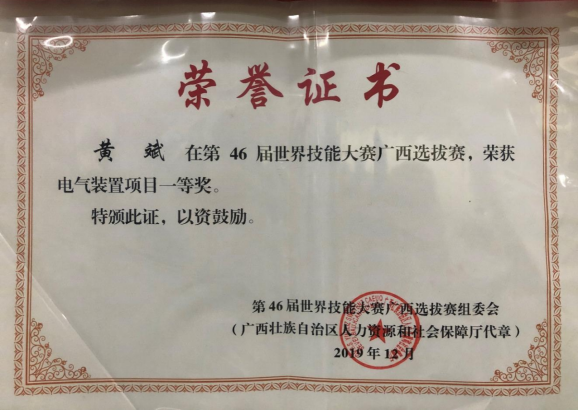 荣誉证书
黄斌 在第 46 届世界技能大赛广西选拔赛，荣获
电气装置项目一等奖。
特颁此证，以资鼓励。
第46届世界技能大赛广西选拔赛组委会
（广西壮族自治区人力资源和社会保障厅代章）
2019年12月